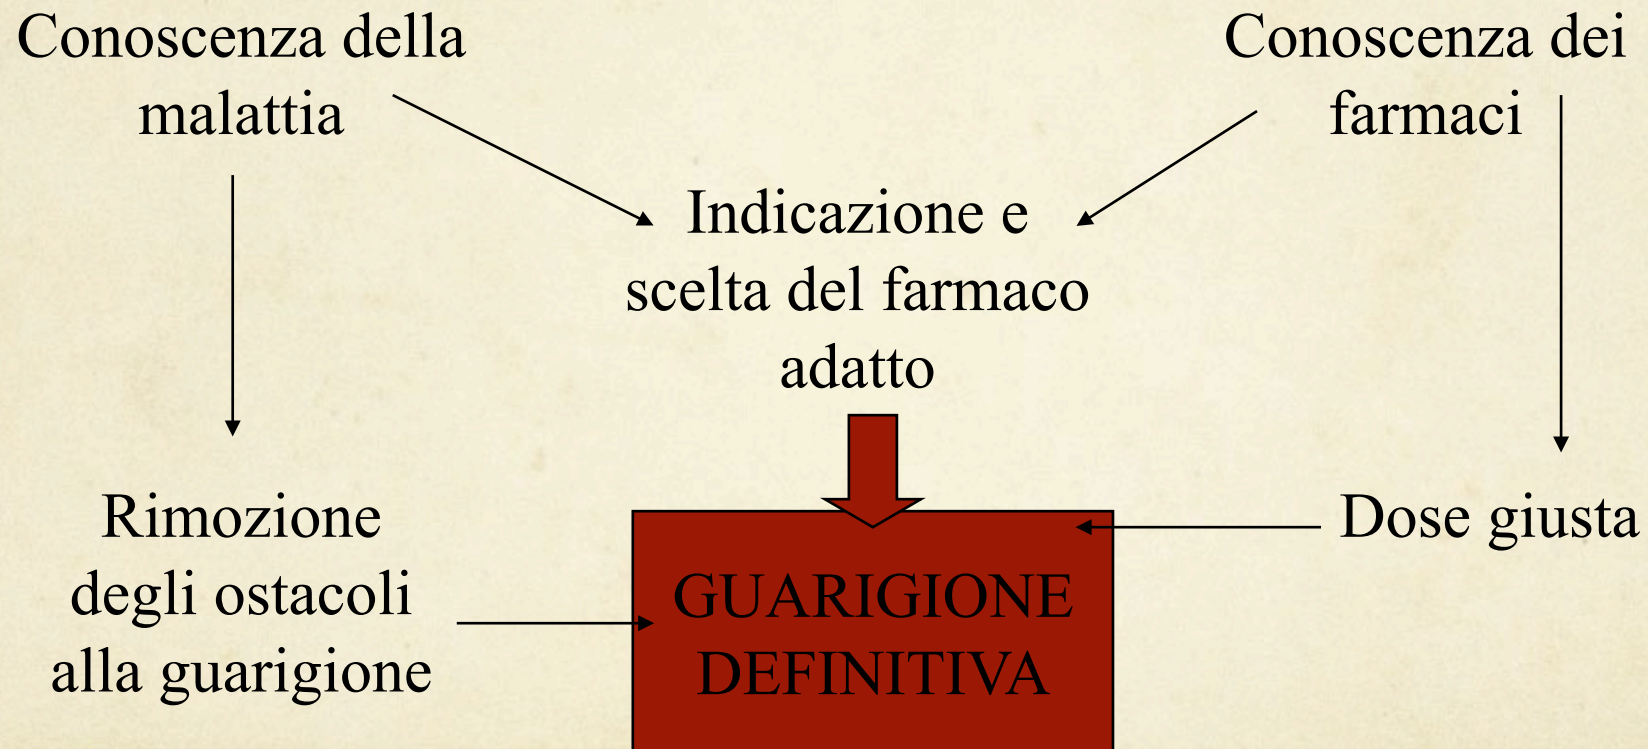 Conoscenza della
malattia
Conoscenza dei
farmaci
Indicazione e
scelta del farmaco
adatto
Rimozione
degli ostacoli
alla guarigione
GUARIGIONE
DEFINITIVA
Dose giusta